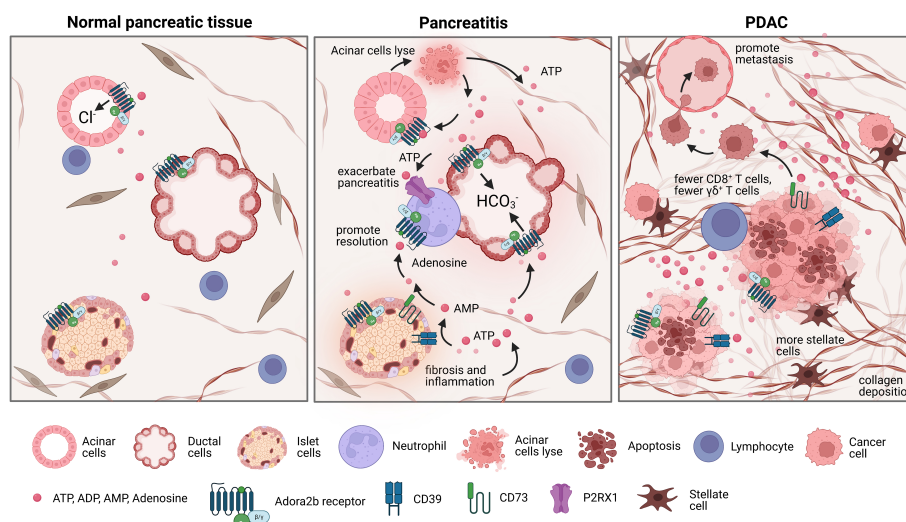 Normal pancreatic tissue
Pancreatitis
PDAC
Cl⁻
Acinar cells lyse
ATP
ATP
exacerbate
pancreatitis
promote
resolution
Adenosine
HCO₃⁻
AMP
ATP
fibrosis and
inflammation
promote
metastasis
fewer CD8⁺ T cells,
fewer γδ⁺ T cells
more stellate
cells
collagen
depositio
Acinar
cells
Ductal
cells
Islet
cells
Neutrophil
Acinar
cells lyse
Apoptosis
Lymphocyte
Cancer
cell
ATP, ADP, AMP, Adenosine
Adora2b receptor
β/γ
CD39
CD73
P2RX1
Stellate
cell